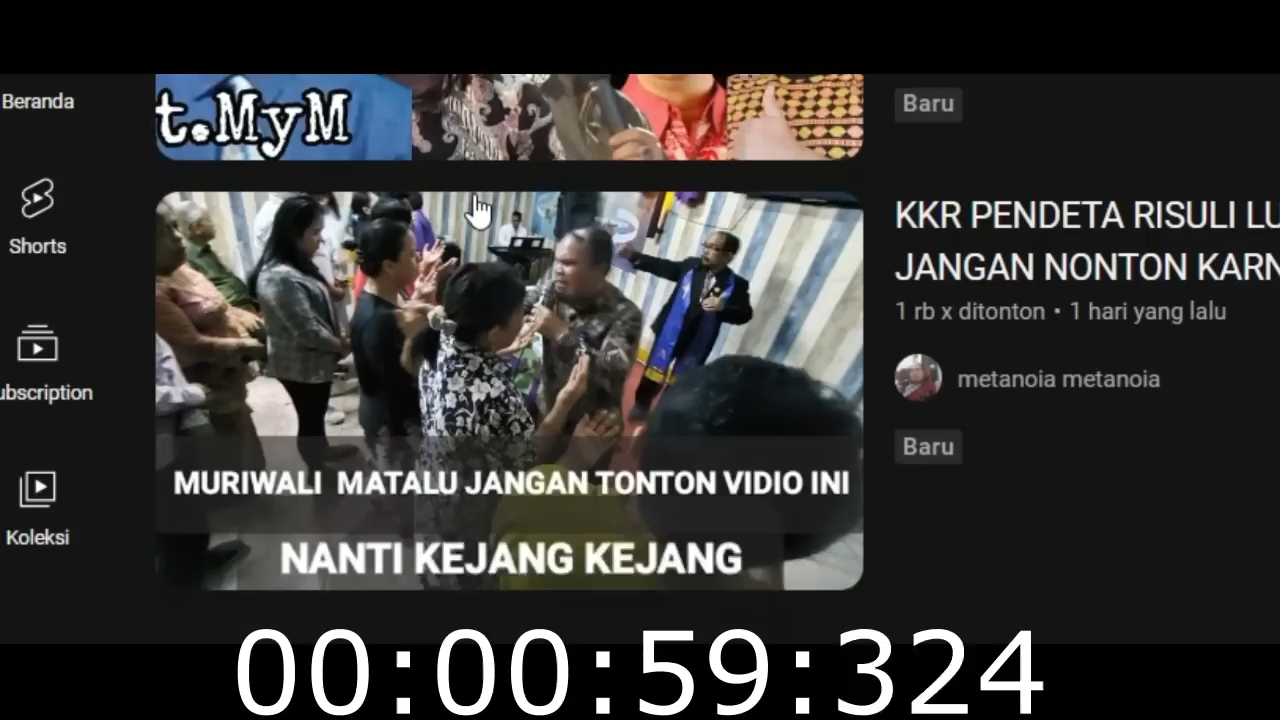 Beranda
Shorts
ubscription
Koleksi
t.MyM
Baru
MURIWALI MATALU JANGAN TONTON VIDIO INI
NANTI KEJANG KEJANG
KKR PENDETA RISULI LU
JANGAN NONTON KARN
1 rb x ditonton • 1 hari yang lalu
metanoia metanoia
Baru
00:00:59:324